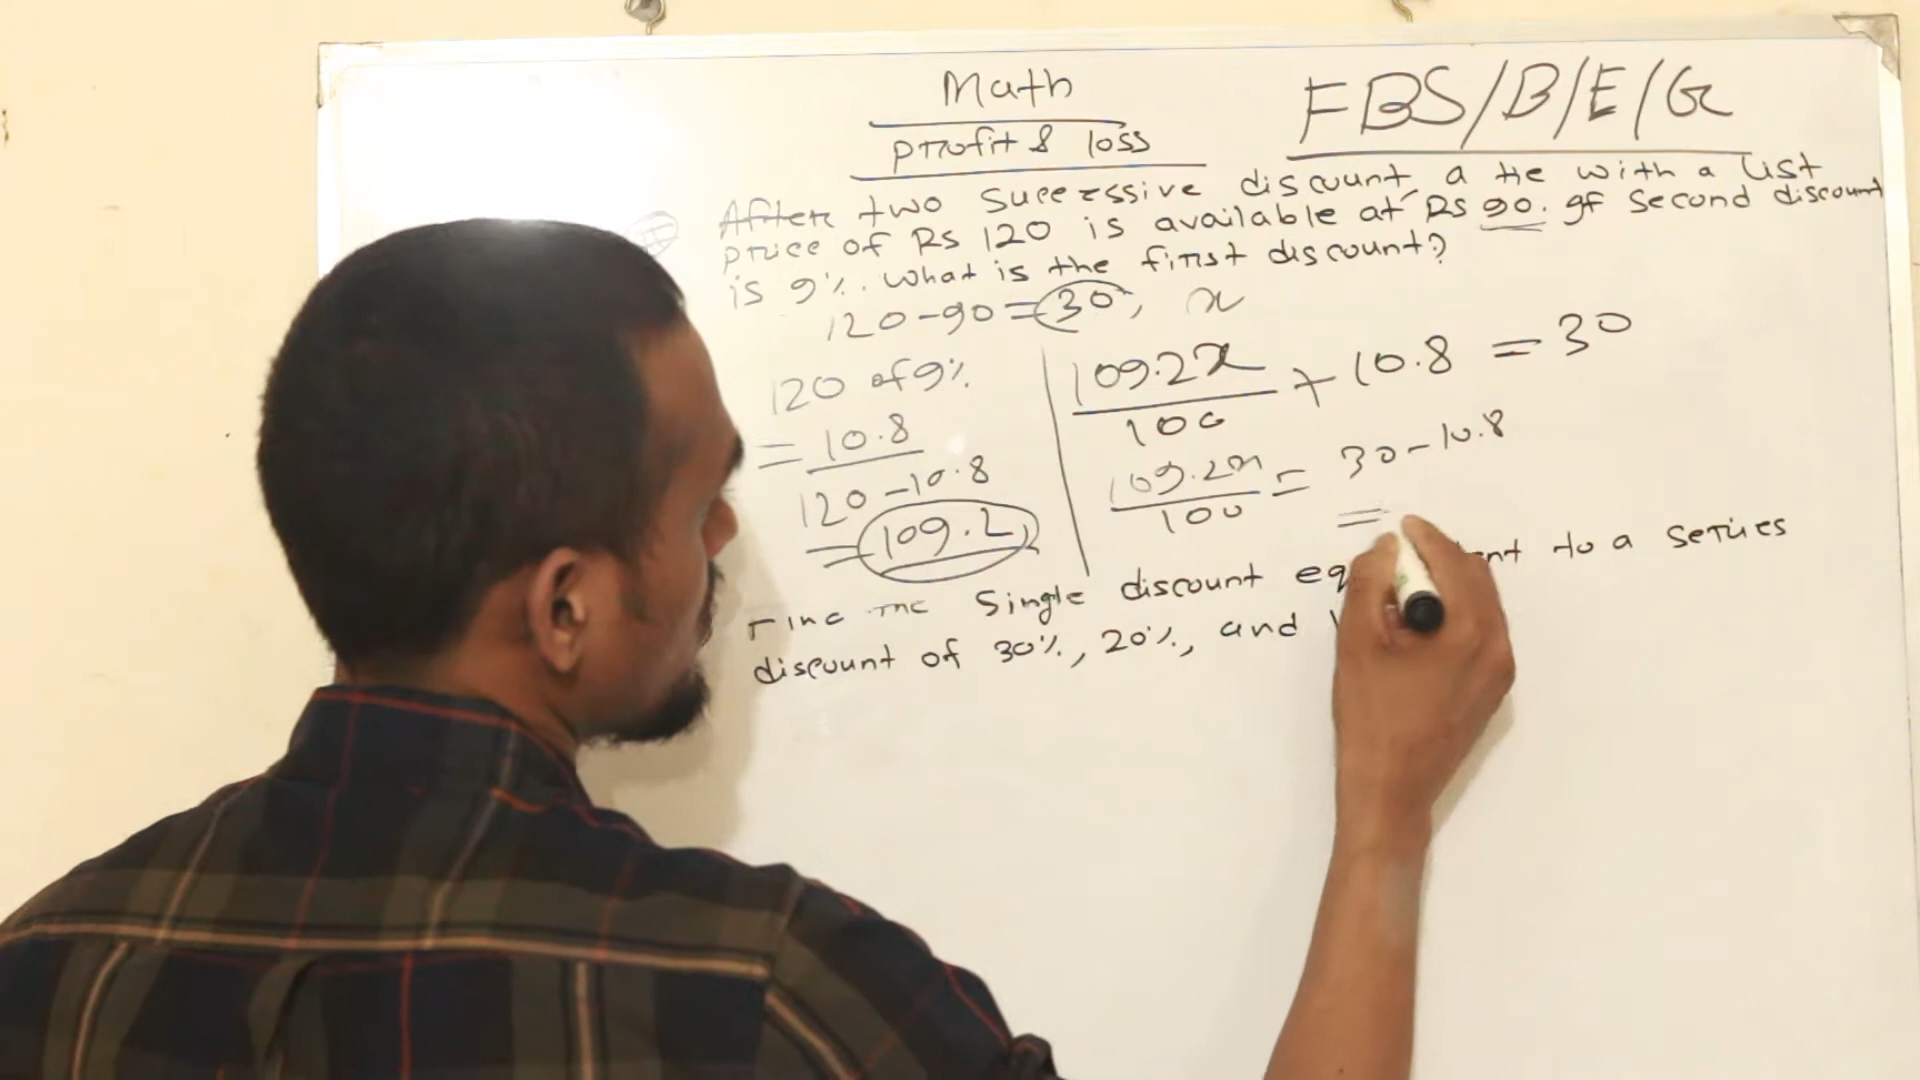 Math
profit & loss
FBS/B/E/G
After two Sucessive discount a tie with a list
price of Rs 120 is available at Rs 90. If Second discount
is 9%. What is the first discount?
120-90=30, x
120 of 9%
= 10.8
120-10.8
= 109.2
109.2x/100 + 10.8 = 30
109.2x/100 = 30-10.8
=
Find The Single discount to a series
discount of 30%, 20%, and